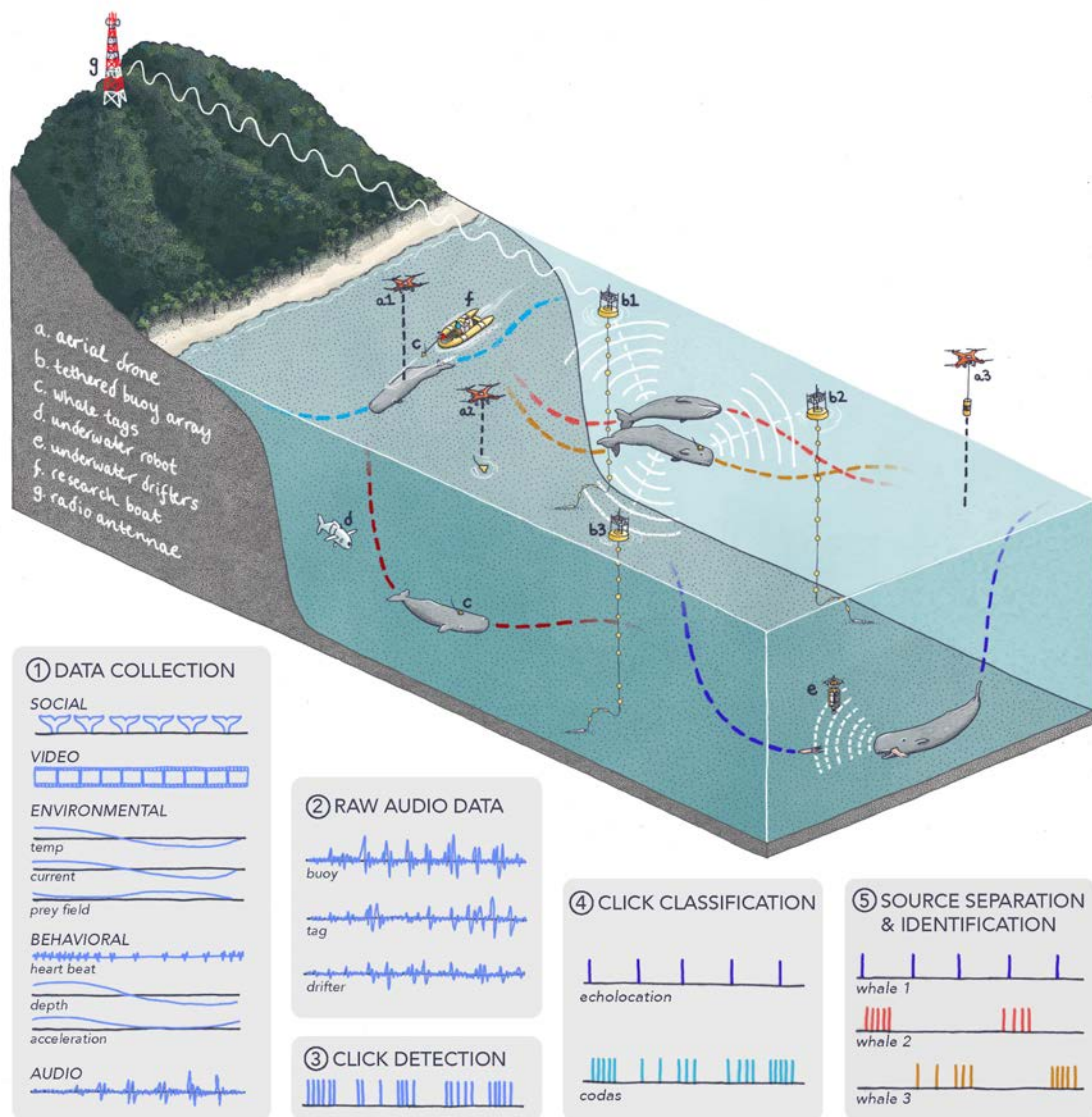 g
a1
f
b1
c
a3
a2
b2
a. aerial drone
b. tethered buoy array
c. whale tags
d. underwater robot
e. underwater drifters
f. research boat
g. radio antennae
b3
d
c
e
① DATA COLLECTION
SOCIAL
VIDEO
ENVIRONMENTAL
temp
current
prey field
BEHAVIORAL
heart beat
depth
acceleration
AUDIO
② RAW AUDIO DATA
buoy
tag
drifter
③ CLICK DETECTION
④ CLICK CLASSIFICATION
echolocation
codas
⑤ SOURCE SEPARATION
& IDENTIFICATION
whale 1
whale 2
whale 3